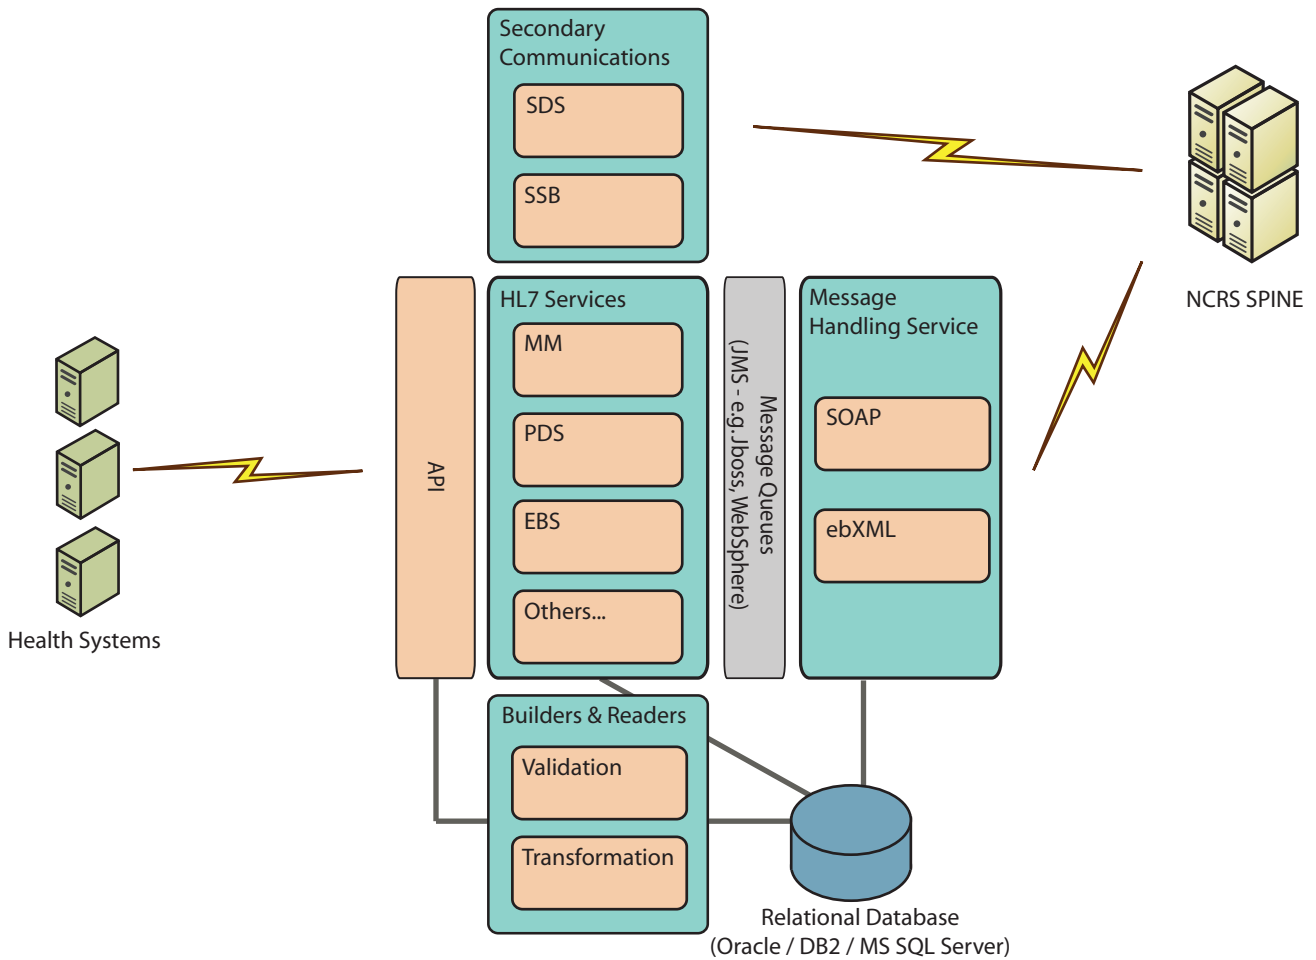 Secondary
Communications
SDS
SSB
NCRS SPINE
Health Systems
API
HL7 Services
MM
PDS
EBS
Others...
Message Queues
(JMS - e.g. Jboss, WebSphere)
Message
Handling Service
SOAP
ebXML
Builders & Readers
Validation
Transformation
Relational Database
(Oracle / DB2 / MS SQL Server)